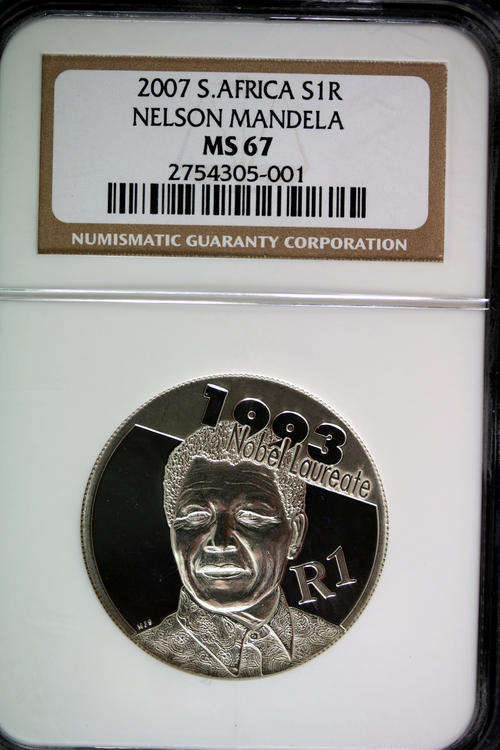 2007 S.AFRICA S1R
NELSON MANDELA
MS 67
2754305-001
NUMISMATIC GUARANTY CORPORATION
1993
Nobel Laureate
R1